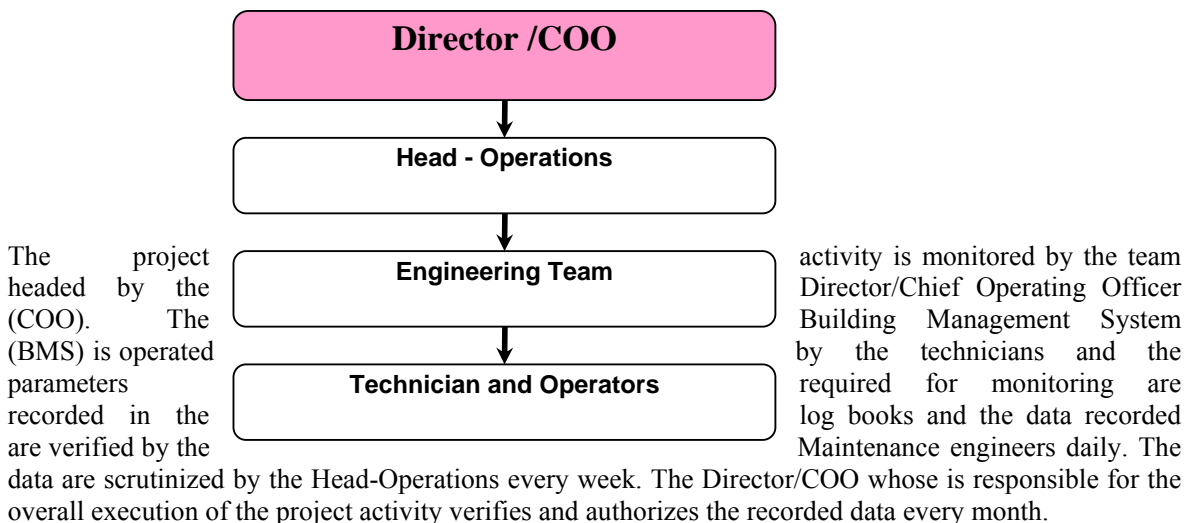 Director /COO
Head - Operations
Engineering Team
Technician and Operators
The project activity is monitored by the team
headed by the Director/Chief Operating Officer
(COO). The Building Management System
(BMS) is operated by the technicians and the
parameters required for monitoring are
recorded in the log books and the data recorded
are verified by the Maintenance engineers daily. The
data are scrutinized by the Head-Operations every week. The Director/COO whose is responsible for the
overall execution of the project activity verifies and authorizes the recorded data every month.